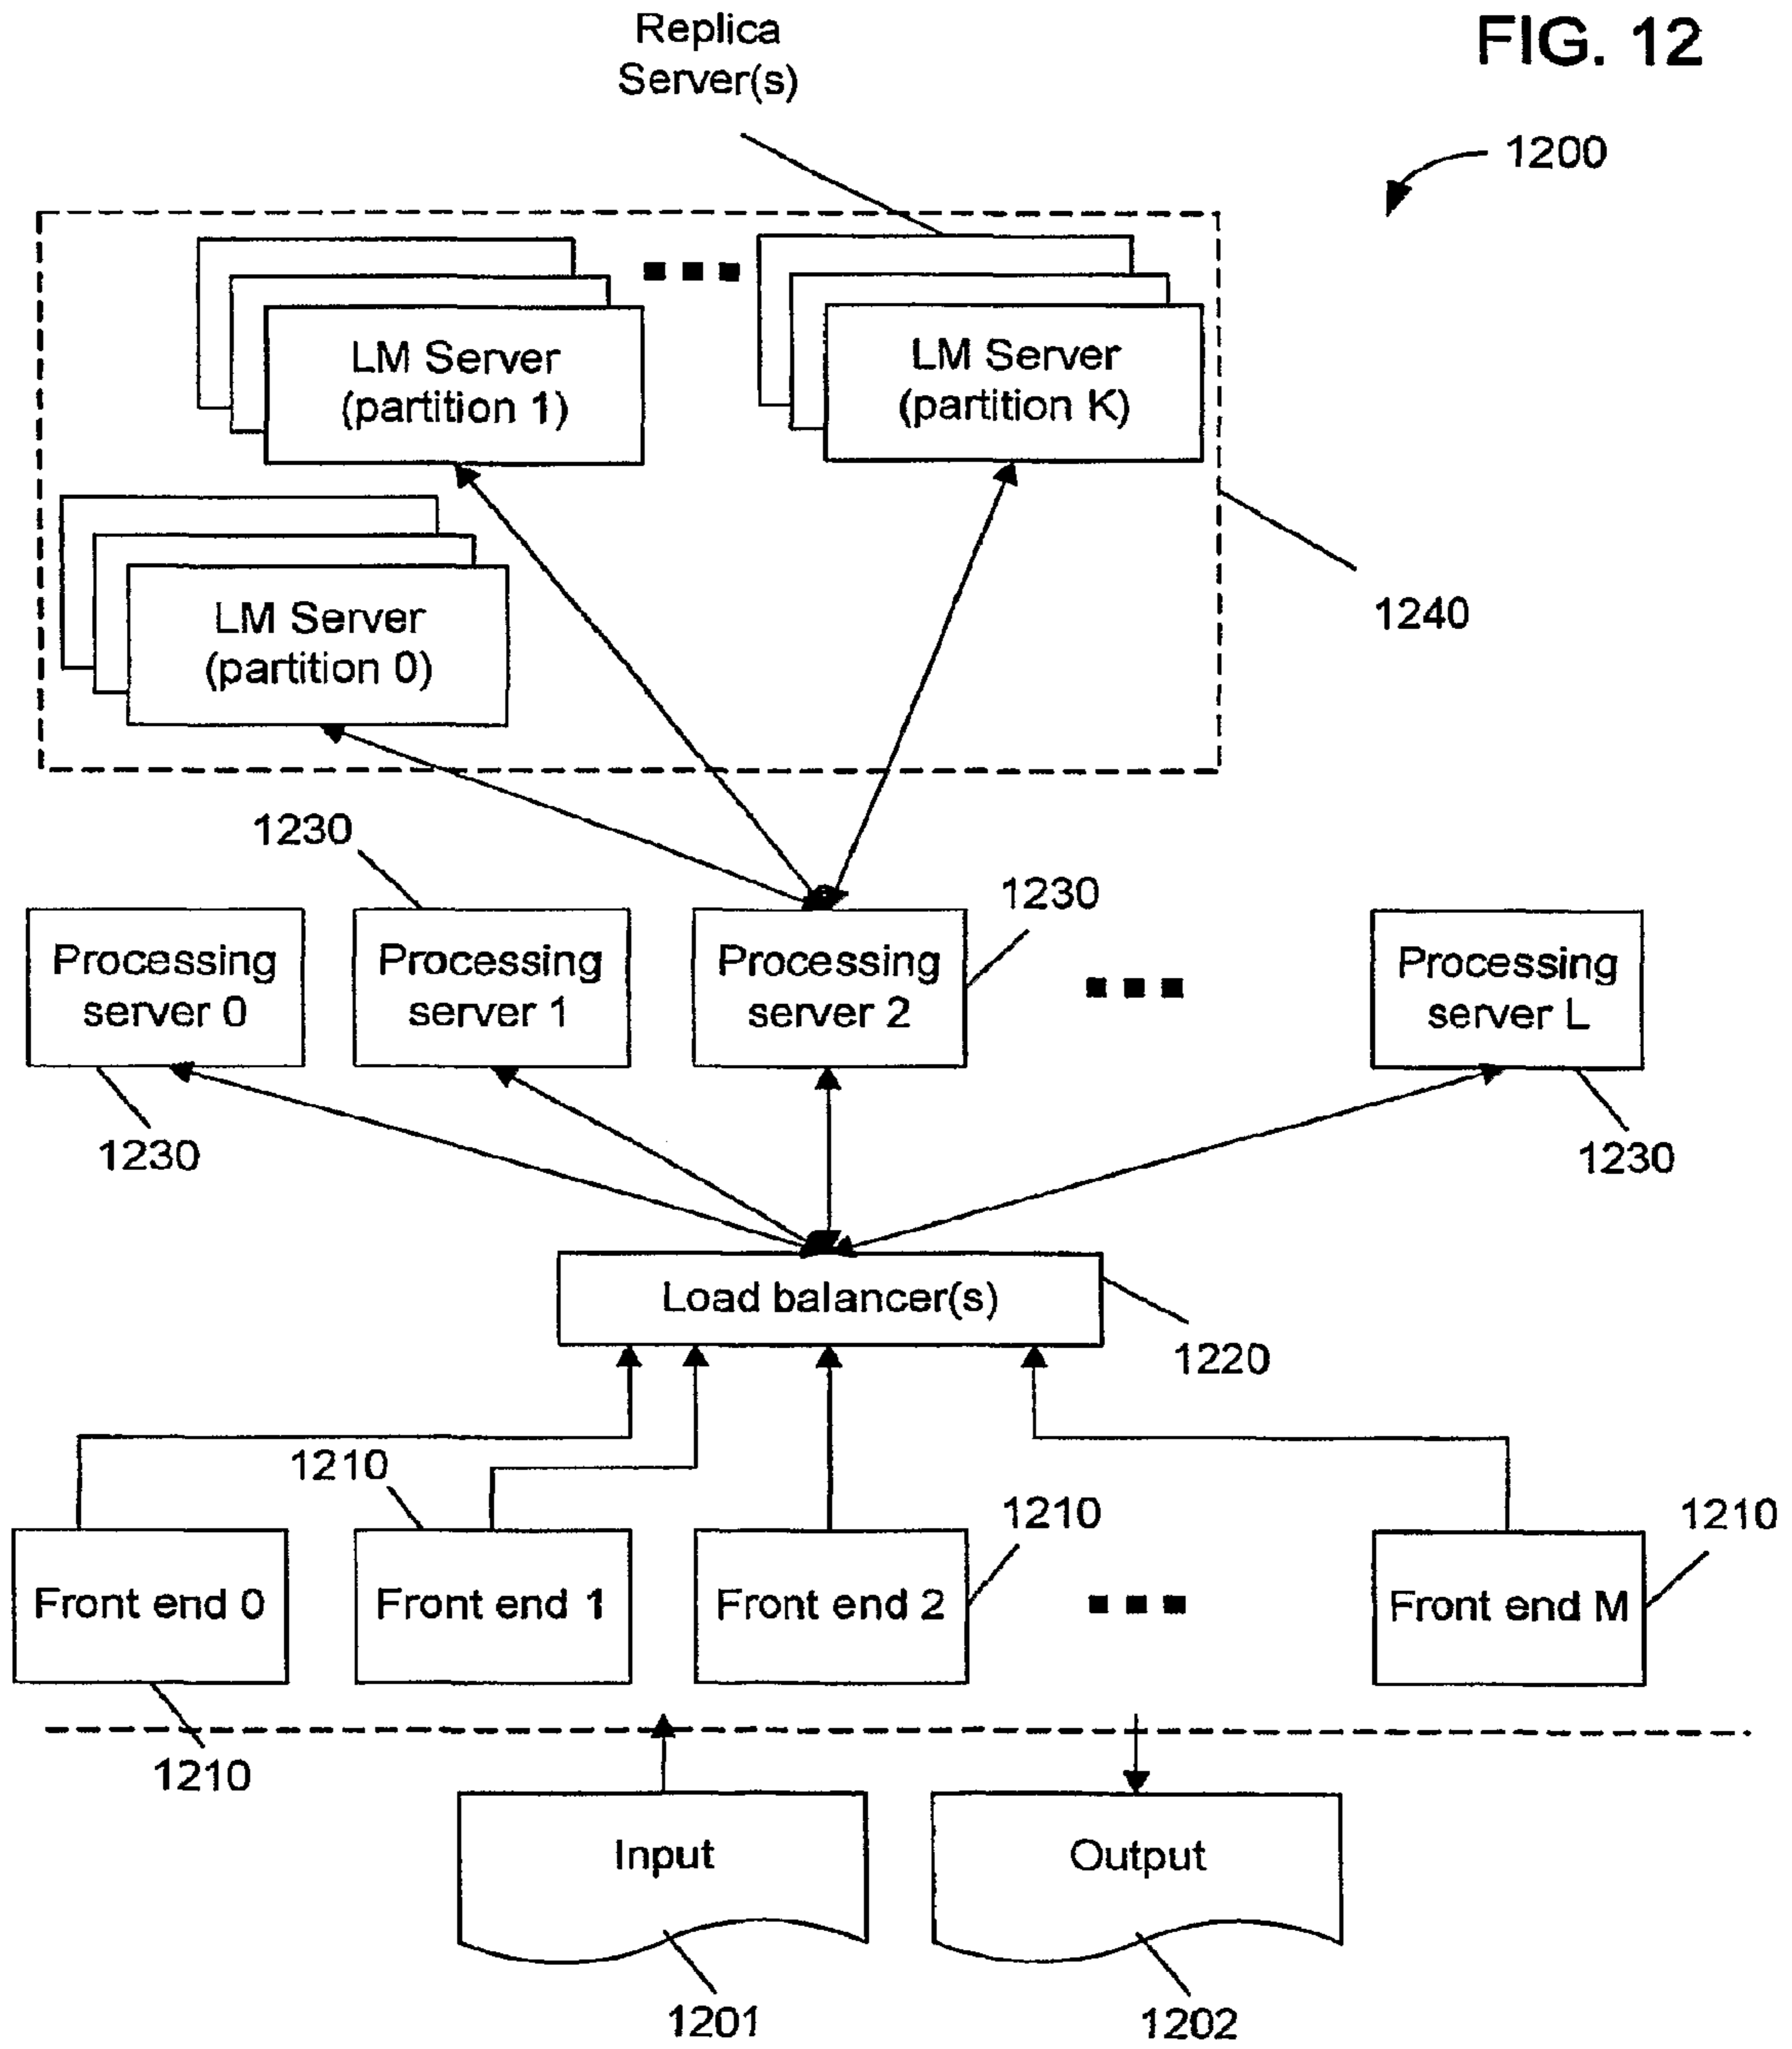 Replica
Server(s)
FIG. 12
1200
LM Server
(partition 1)
LM Server
(partition K)
LM Server
(partition 0)
1240
1230
1230
Processing
server 0
Processing
server 1
Processing
server 2
Processing
server L
1230
1230
Load balancer(s)
1220
1210
1210
1210
Front end 0
Front end 1
Front end 2
Front end M
1210
Input
Output
1201
1202